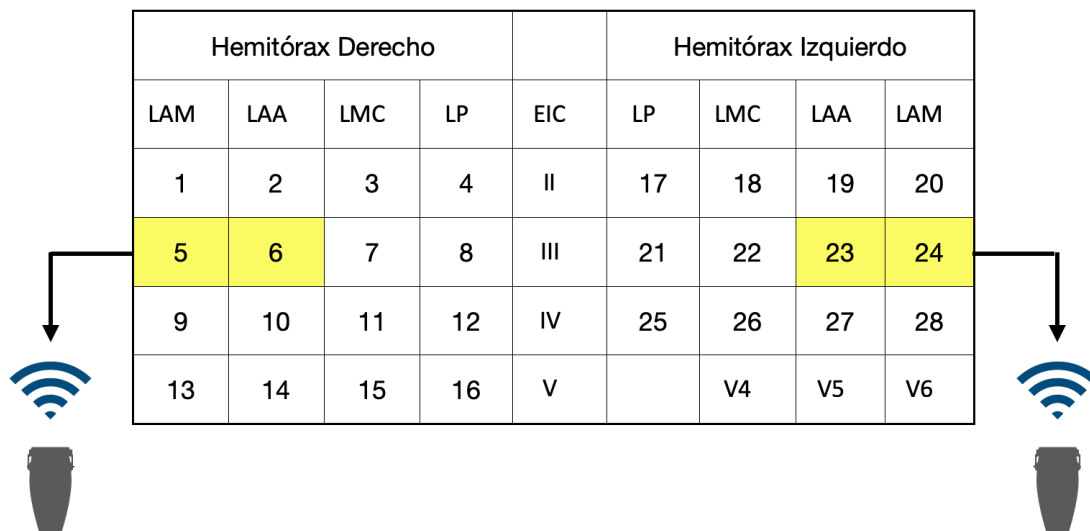 Hemitórax Derecho Hemitórax Izquierdo
LAM LAA LMC LP EIC LP LMC LAA LAM
1 2 3 4 II 17 18 19 20
5 6 7 8 III 21 22 23 24
9 10 11 12 IV 25 26 27 28
13 14 15 16 V V4 V5 V6